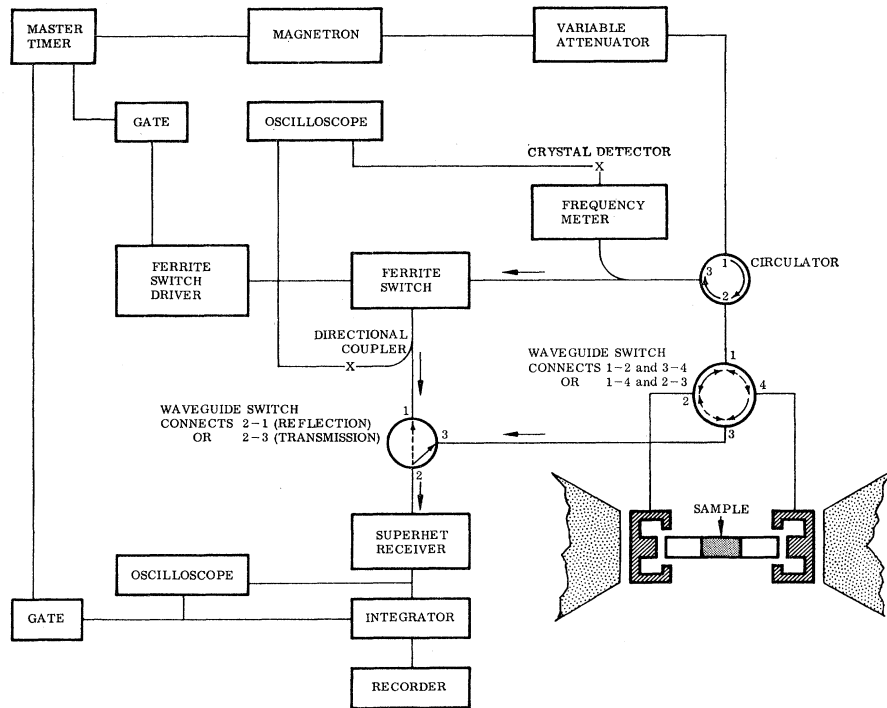 MASTER
TIMER
MAGNETRON
VARIABLE
ATTENUATOR
GATE
OSCILLOSCOPE
CRYSTAL DETECTOR
X
FREQUENCY
METER
1
2
3
CIRCULATOR
FERRITE
SWITCH
DRIVER
FERRITE
SWITCH
DIRECTIONAL
COUPLER
X
WAVEGUIDE SWITCH
CONNECTS 1-2 and 3-4
OR 1-4 and 2-3
1
2
3
4
WAVEGUIDE SWITCH
CONNECTS 2-1 (REFLECTION)
OR 2-3 (TRANSMISSION)
1
3
2
SAMPLE
SUPERHET
RECEIVER
OSCILLOSCOPE
GATE
INTEGRATOR
RECORDER